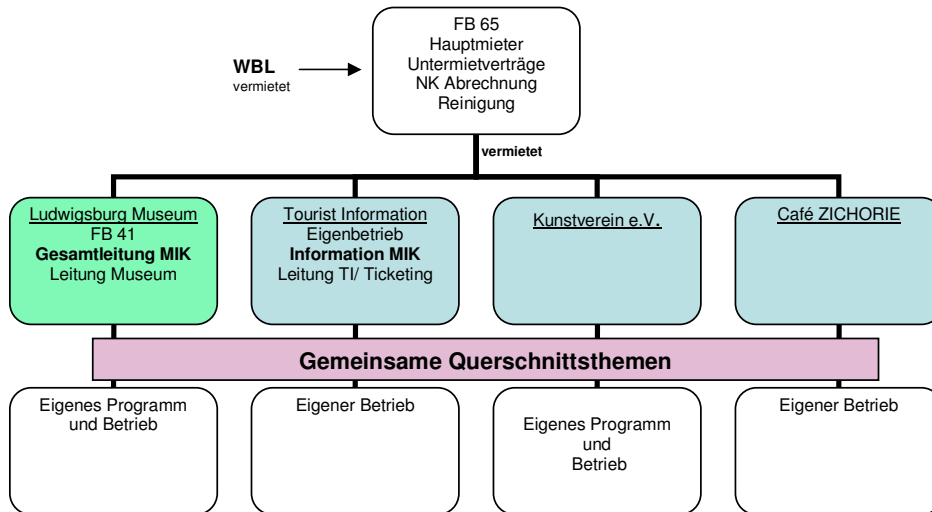 FB 65
Hauptmieter
Untermietverträge
NK Abrechnung
Reinigung
WBL
vermietet
vermietet
Ludwigsburg Museum
FB 41
Gesamtleitung MIK
Leitung Museum
Tourist Information
Eigenbetrieb
Information MIK
Leitung TI/ Ticketing
Kunstverein e.V.
Café ZICHORIE
Gemeinsame Querschnittsthemen
Eigenes Programm
und Betrieb
Eigener Betrieb
Eigenes Programm
und
Betrieb
Eigener Betrieb